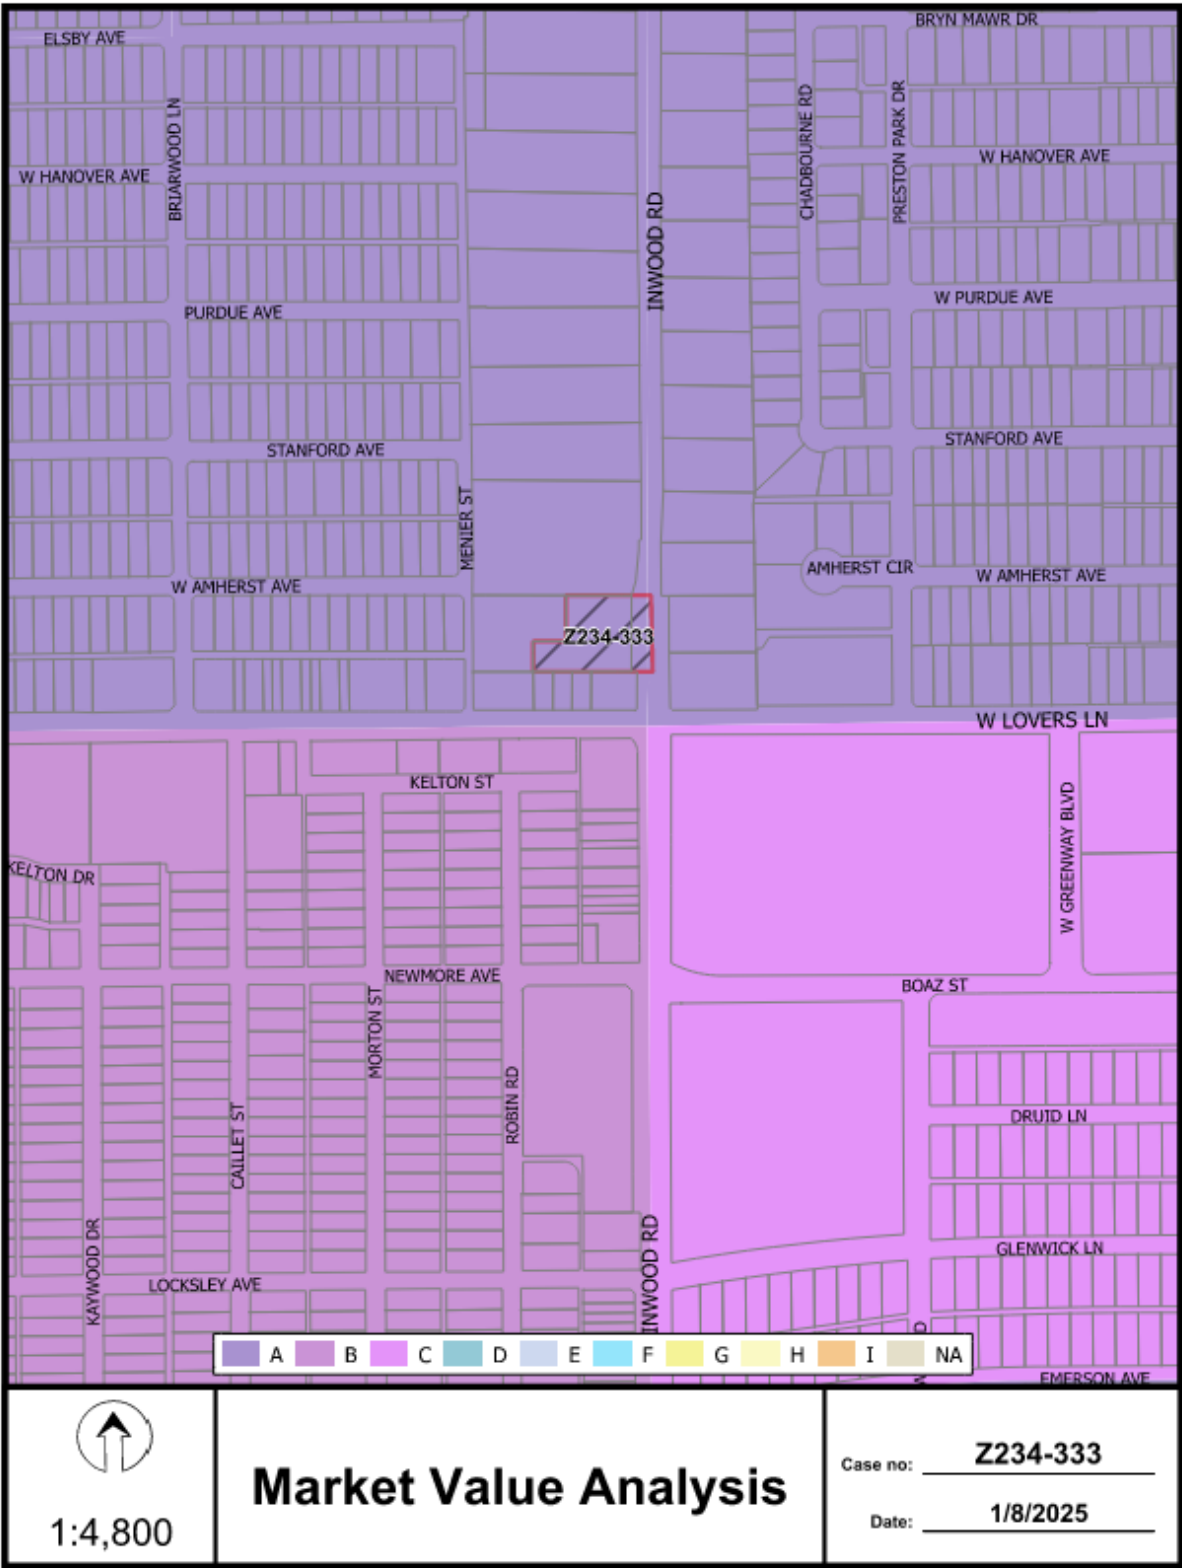 BRYN MAWR DR
ELSBY AVE
BRIARWOOD LN
CHADBOURNE RD
PRESTON PARK DR
W HANOVER AVE
W HANOVER AVE
INWOOD RD
W PURDUE AVE
PURDUE AVE
STANFORD AVE
STANFORD AVE
MENIER ST
AMHERST CIR
W AMHERST AVE
W AMHERST AVE
Z234-333
W LOVERS LN
KELTON ST
W GREENWAY BLVD
KELTON DR
NEWMORE AVE
BOAZ ST
MORTON ST
ROBIN RD
CAILLET ST
DRUID LN
KAYWOOD DR
INWOOD RD
GLENWICK LN
LOCKSLEY AVE
A B C D E F G H I NA
EMERSON AVE
1:4,800
Market Value Analysis
Case no: Z234-333
Date: 1/8/2025